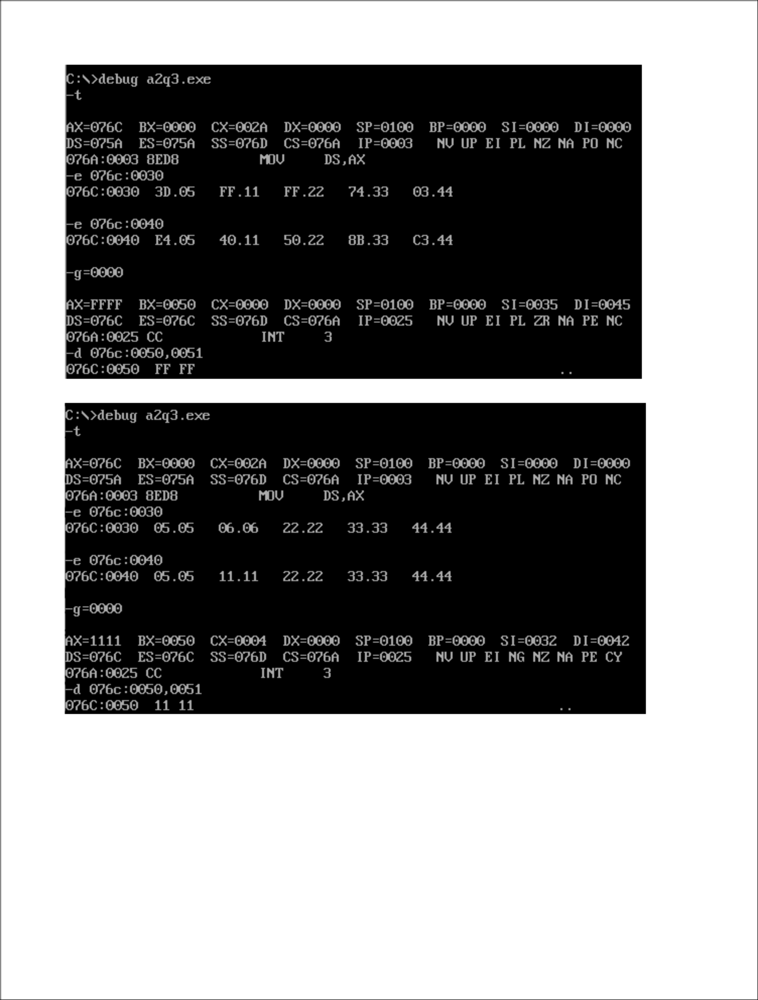 C:\>debug a2q3.exe
-t
AX=076C  BX=0000  CX=002A  DX=0000  SP=0100  BP=0000  SI=0000  DI=0000
DS=075A  ES=075A  SS=076D  CS=076A  IP=0003   NV UP EI PL NZ NA PO NC
076A:0003 8ED8          MOV     DS,AX
-e 076c:0030
076C:0030  3D.05   FF.11   FF.22   74.33   03.44
-e 076c:0040
076C:0040  E4.05   40.11   50.22   8B.33   C3.44
-g=0000
AX=FFFF  BX=0050  CX=0000  DX=0000  SP=0100  BP=0000  SI=0035  DI=0045
DS=076C  ES=076C  SS=076D  CS=076A  IP=0025   NV UP EI PL ZR NA PE NC
076A:0025 CC            INT     3
-d 076c:0050,0051
076C:0050  FF FF                                              ..
C:\>debug a2q3.exe
-t
AX=076C  BX=0000  CX=002A  DX=0000  SP=0100  BP=0000  SI=0000  DI=0000
DS=075A  ES=075A  SS=076D  CS=076A  IP=0003   NV UP EI PL NZ NA PO NC
076A:0003 8ED8          MOV     DS,AX
-e 076c:0030
076C:0030  05.05   06.06   22.22   33.33   44.44
-e 076c:0040
076C:0040  05.05   11.11   22.22   33.33   44.44
-g=0000
AX=1111  BX=0050  CX=0004  DX=0000  SP=0100  BP=0000  SI=0032  DI=0042
DS=076C  ES=076C  SS=076D  CS=076A  IP=0025   NV UP EI NG NZ NA PE CY
076A:0025 CC            INT     3
-d 076c:0050,0051
076C:0050  11 11                                              ..